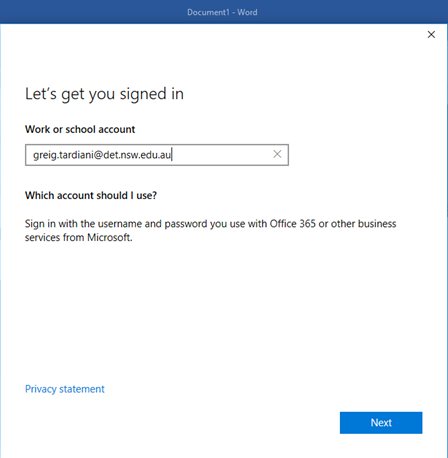 Document1 - Word
Let's get you signed in
Work or school account
greig.tardiani@det.nsw.edu.au
Which account should I use?
Sign in with the username and password you use with Office 365 or other business
services from Microsoft.
Privacy statement
Next